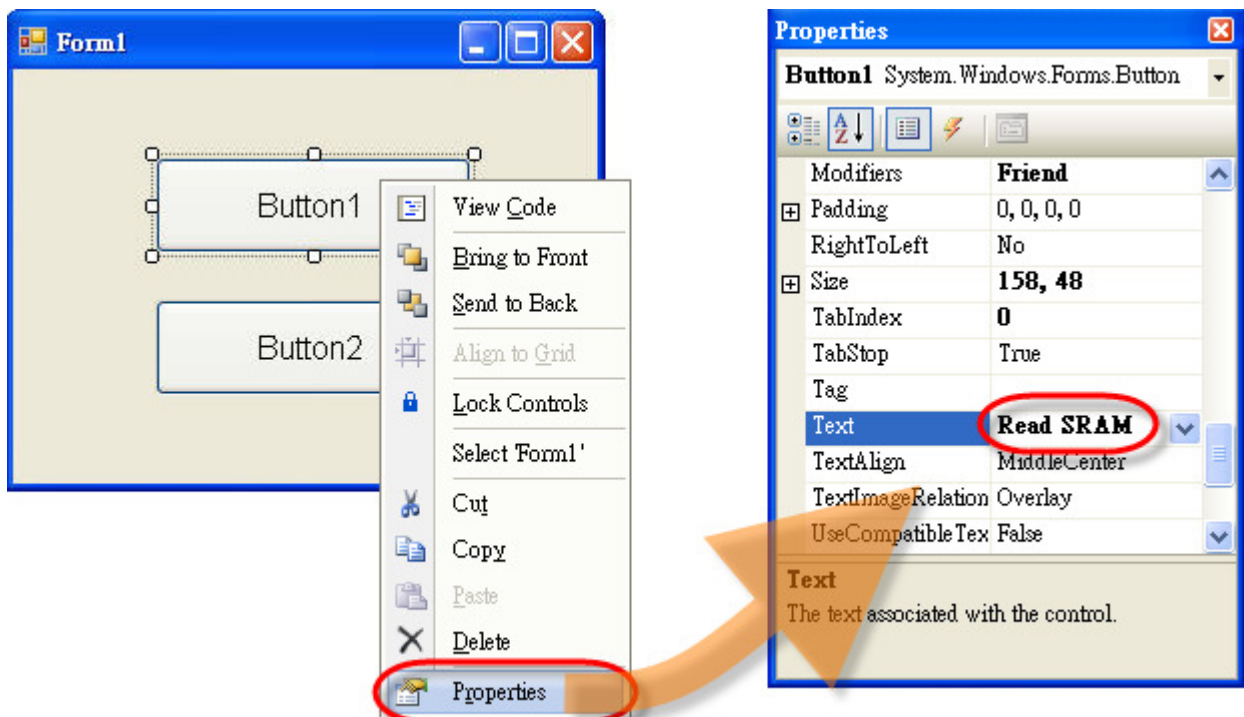 Form1
Button1
Button2
View Code
Bring to Front
Send to Back
Align to Grid
Lock Controls
Select 'Form1'
Cut
Copy
Paste
Delete
Properties
Properties
Button1 System.Windows.Forms.Button
Modifiers Friend
Padding 0, 0, 0, 0
RightToLeft No
Size 158, 48
TabIndex 0
TabStop True
Tag
Text Read SRAM
TextAlign MiddleCenter
TextImageRelation Overlay
UseCompatibleTex False
Text
The text associated with the control.